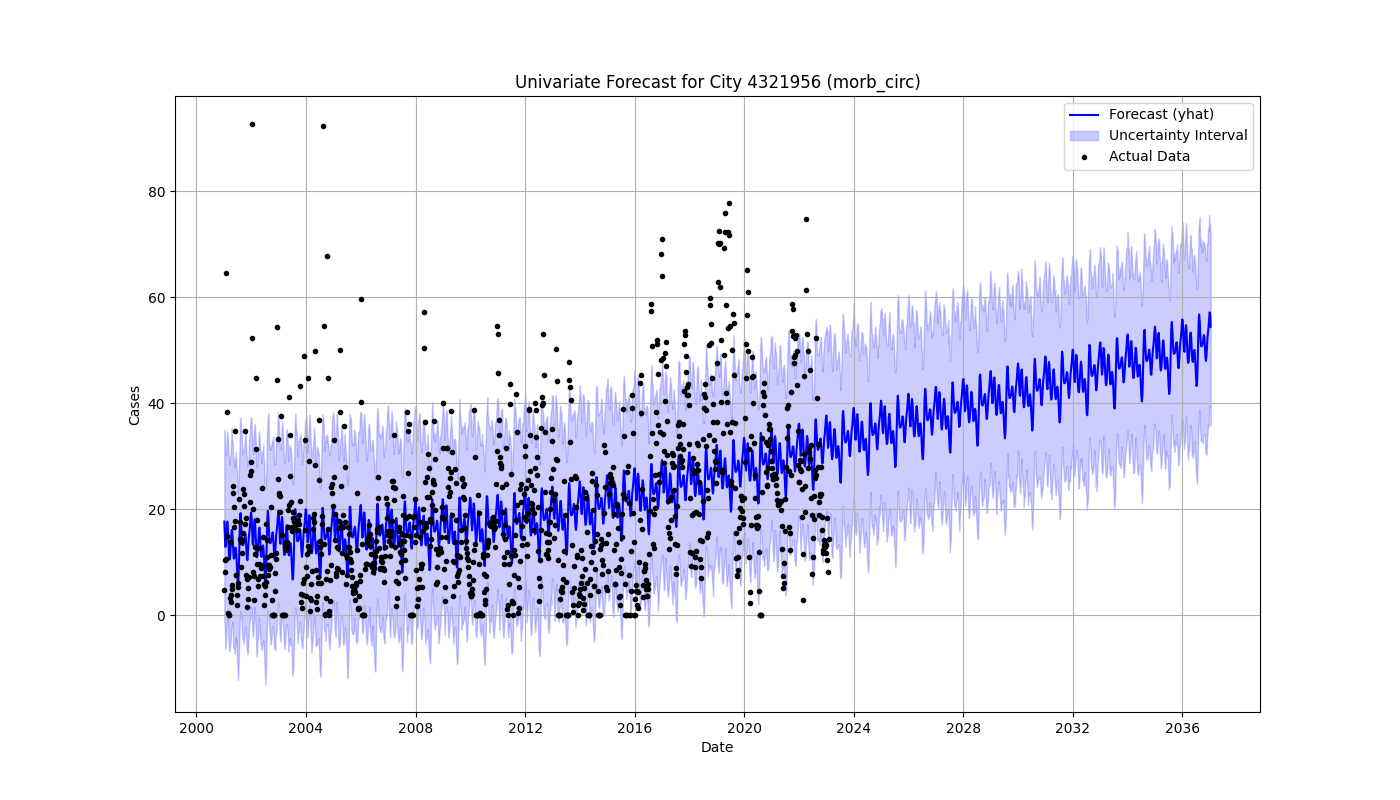 Univariate Forecast for City 4321956 (morb_circ)
Forecast (yhat)
Uncertainty Interval
Actual Data
Cases
80
60
40
20
0
2000 2004 2008 2012 2016 2020 2024 2028 2032 2036
Date